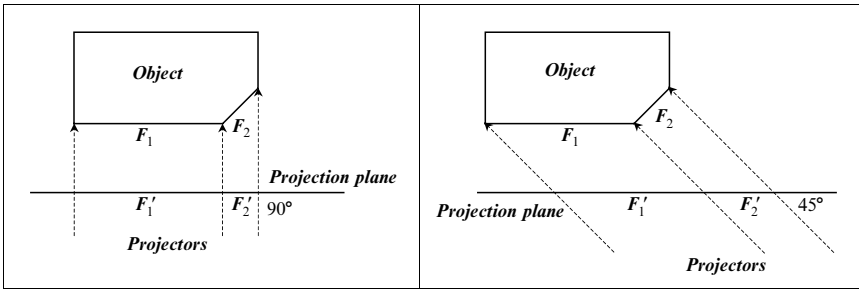 Object
F₁
F₂
Projection plane
F₁′
F₂′
90°
Projectors
Object
F₂
F₁
Projection plane
F₁′
F₂′
45°
Projectors